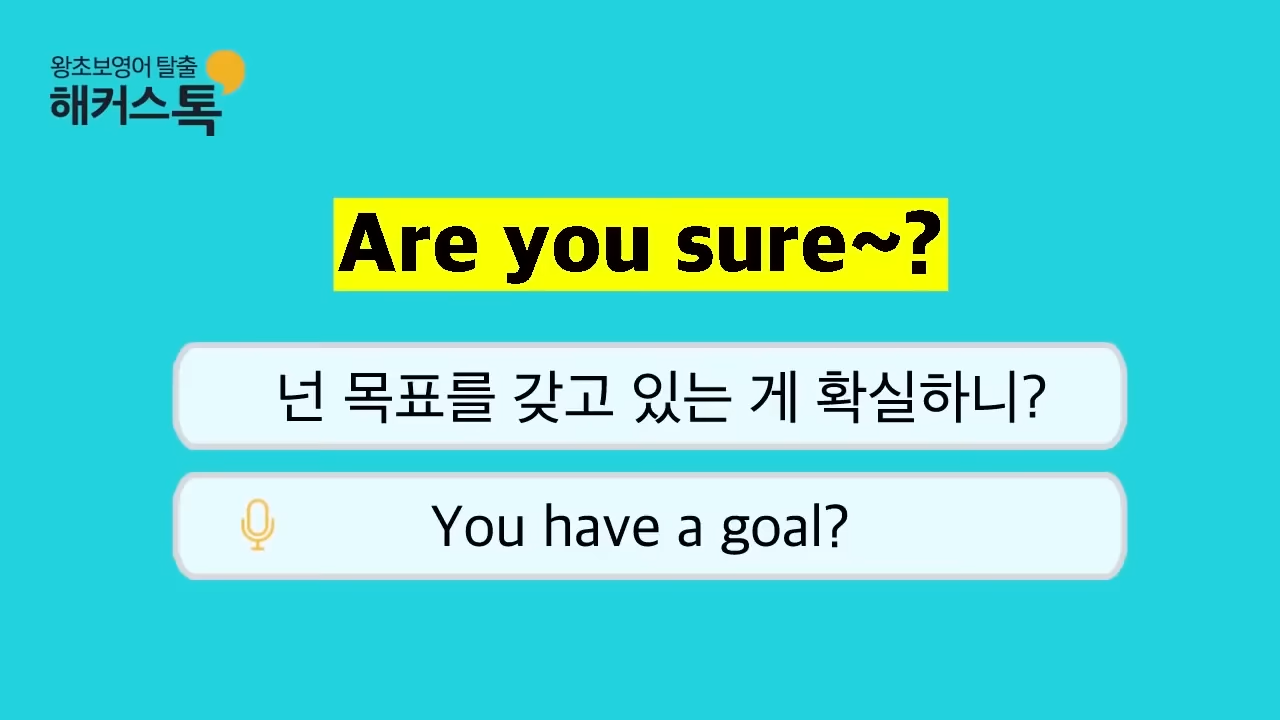 왕초보영어 탈출
해커스톡
Are you sure~?
넌 목표를 갖고 있는 게 확실하니?
You have a goal?